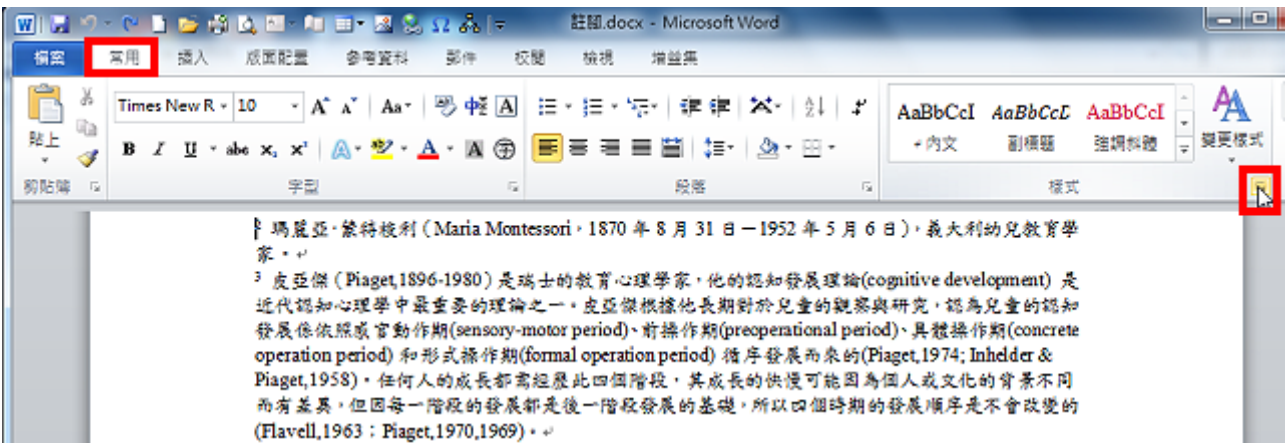 註腳.docx - Microsoft Word
檔案 常用 插入 版面配置 參考資料 郵件 校閱 檢視 增益集
Times New R 10
AaBbCcI AaBbCcD AaBbCcI
貼上
內文 副標題 強調斜體 變更樣式
剪貼簿 字型 段落 樣式
2 瑪麗亞·蒙特梭利（Maria Montessori，1870 年 8 月 31 日－1952 年 5 月 6 日），義大利幼兒教育學
家。
3 皮亞傑（Piaget,1896-1980）是瑞士的教育心理學家，他的認知發展理論(cognitive development) 是
近代認知心理學中最重要的理論之一。皮亞傑根據他長期對於兒童的觀察與研究，認為兒童的認知
發展係依照感官動作期(sensory-motor period)、前操作期(preoperational period)、具體操作期(concrete
operation period) 和形式操作期(formal operation period) 循序發展而來的(Piaget,1974; Inhelder &
Piaget,1958)。任何人的成長都需經歷此四個階段，其成長的快慢可能因為個人或文化的背景不同
而有差異，但因每一階段的發展都是後一階段發展的基礎，所以四個時期的發展順序是不會改變的
(Flavell,1963；Piaget,1970,1969)。